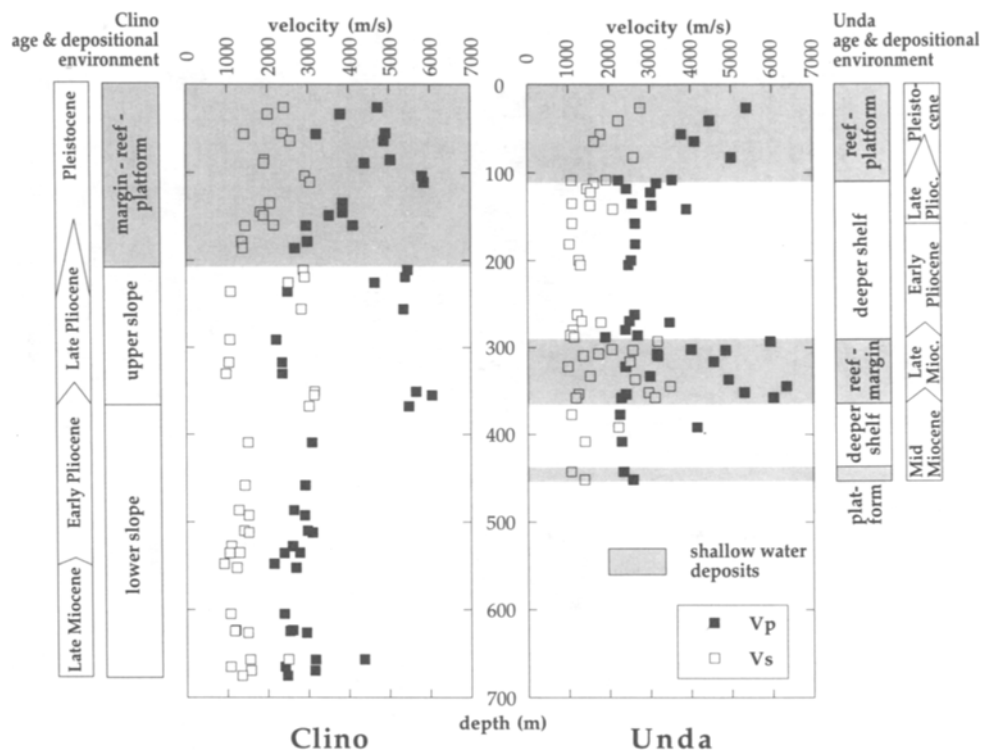 Clino
age & depositional
environment
velocity (m/s)
0
1000
2000
3000
4000
5000
6000
7000
velocity (m/s)
0
1000
2000
3000
4000
5000
6000
7000
Unda
age & depositional
environment
Pleistocene
Late Pliocene
Early Pliocene
Late Miocene
margin - reef -
platform
upper slope
lower slope
0
100
200
300
400
500
600
700
depth (m)
Clino
Unda
shallow water
deposits
Vp
Vs
reef -
platform
deeper shelf
reef -
margin
deeper
shelf
plat-
form
Pleisto-
cene
Late
Plioc.
Early
Pliocene
Late
Mioc.
Mid
Miocene